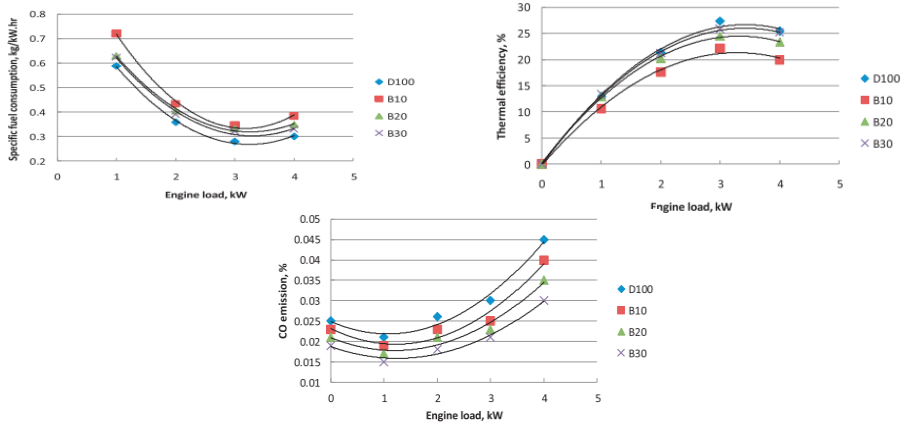 Specific fuel consumption, kg/kW.hr
0.8
0.7
0.6
0.5
0.4
0.3
0.2
0 1 2 3 4 5
Engine load, kW
D100
B10
B20
B30
Thermal efficiency, %
30
25
20
15
10
5
0
0 1 2 3 4 5
Engine load, kW
D100
B10
B20
B30
CO emission, %
0.05
0.045
0.04
0.035
0.03
0.025
0.02
0.015
0.01
0 1 2 3 4 5
Engine load, kW
D100
B10
B20
B30